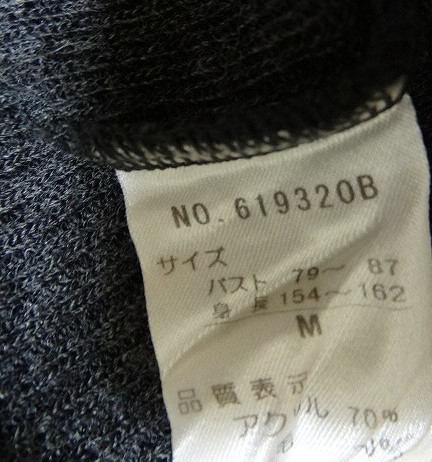 NO. 619320B
サイズ
バスト 79～ 87
身 長 154～162
M
品質表示
アクリル 70%